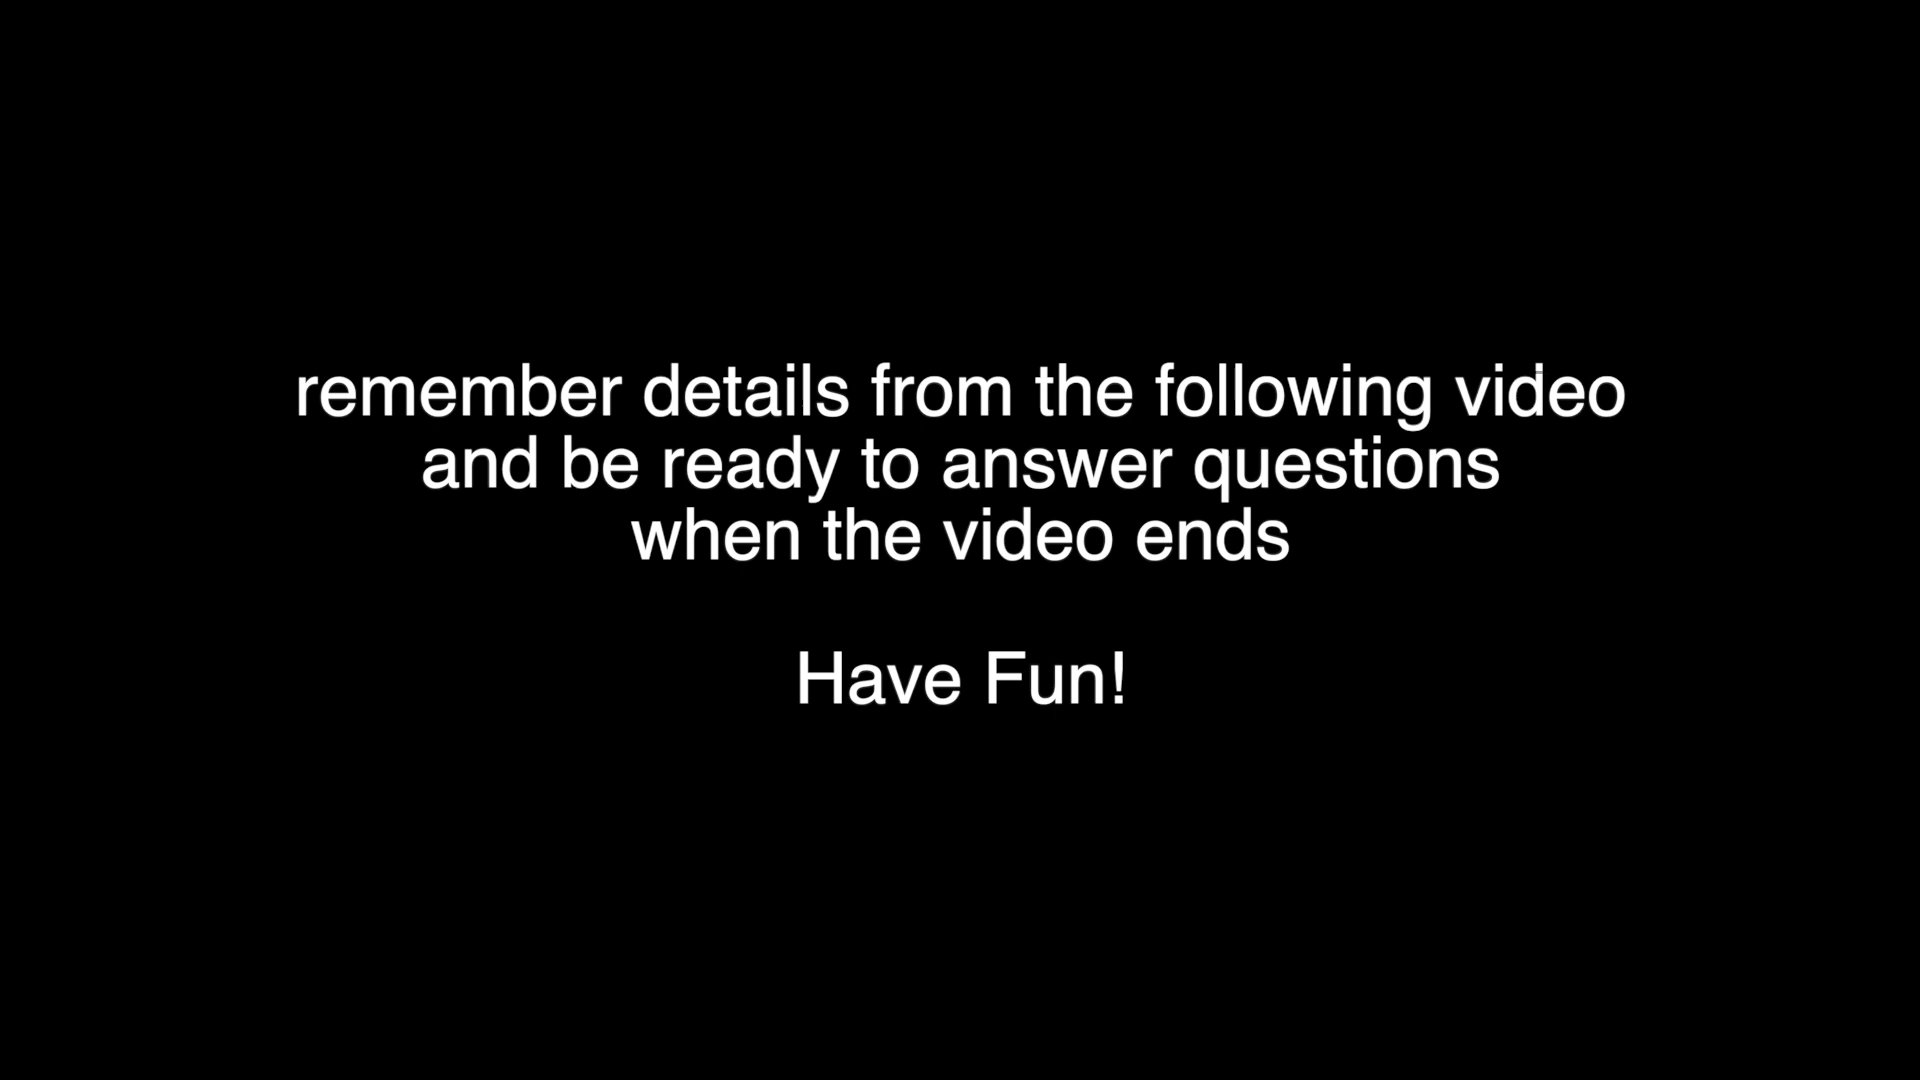 remember details from the following video
and be ready to answer questions
when the video ends
Have Fun!